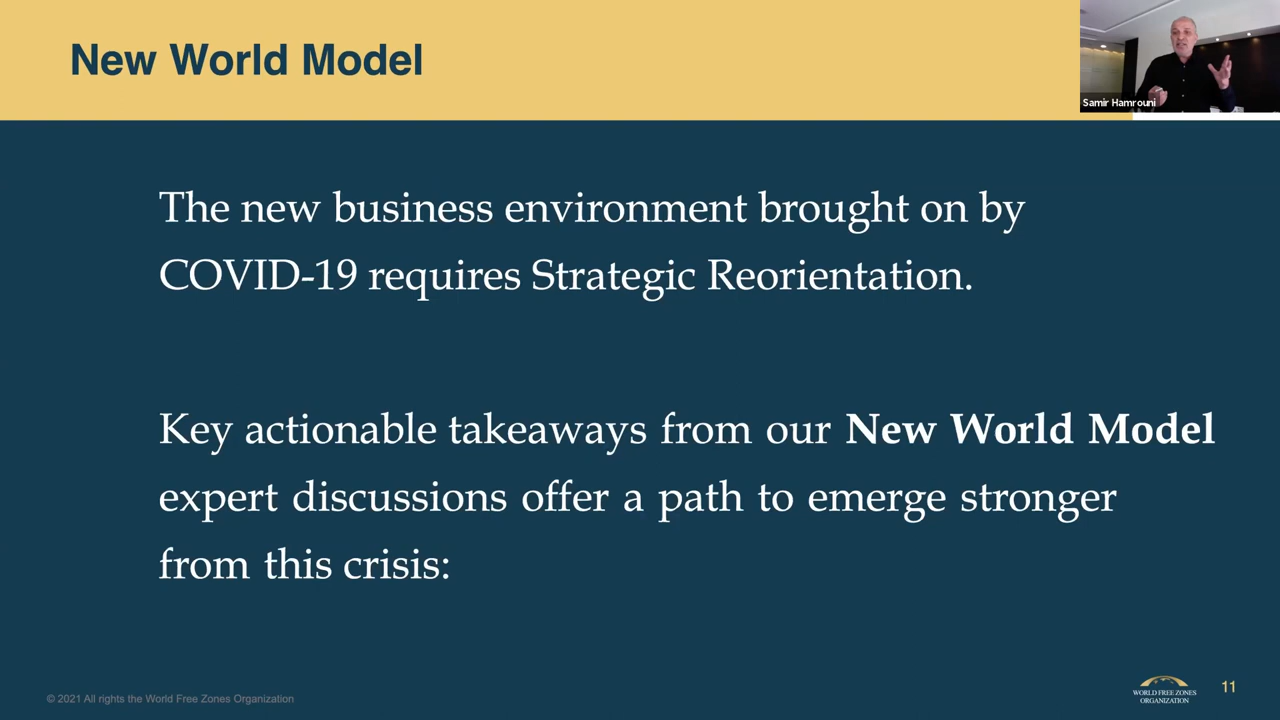 New World Model
Samir Hamrouni
The new business environment brought on by
COVID-19 requires Strategic Reorientation.
Key actionable takeaways from our New World Model
expert discussions offer a path to emerge stronger
from this crisis:
© 2021 All rights the World Free Zones Organization
WORLD FREE ZONES
ORGANIZATION
11